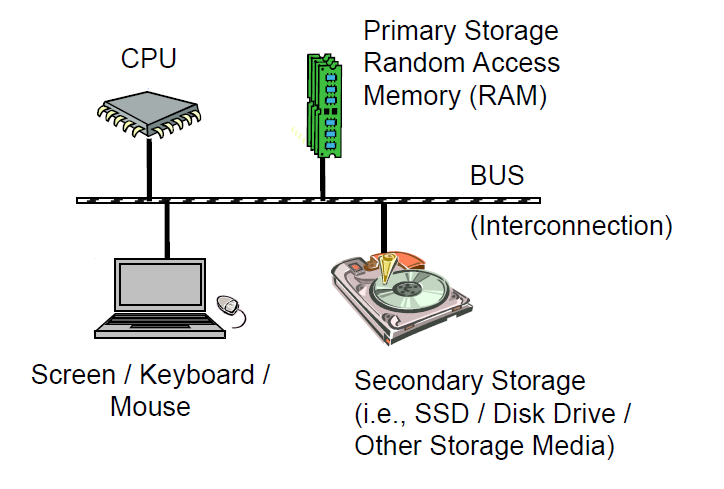 CPU
Primary Storage
Random Access
Memory (RAM)
BUS
(Interconnection)
Screen / Keyboard /
Mouse
Secondary Storage
(i.e., SSD / Disk Drive /
Other Storage Media)